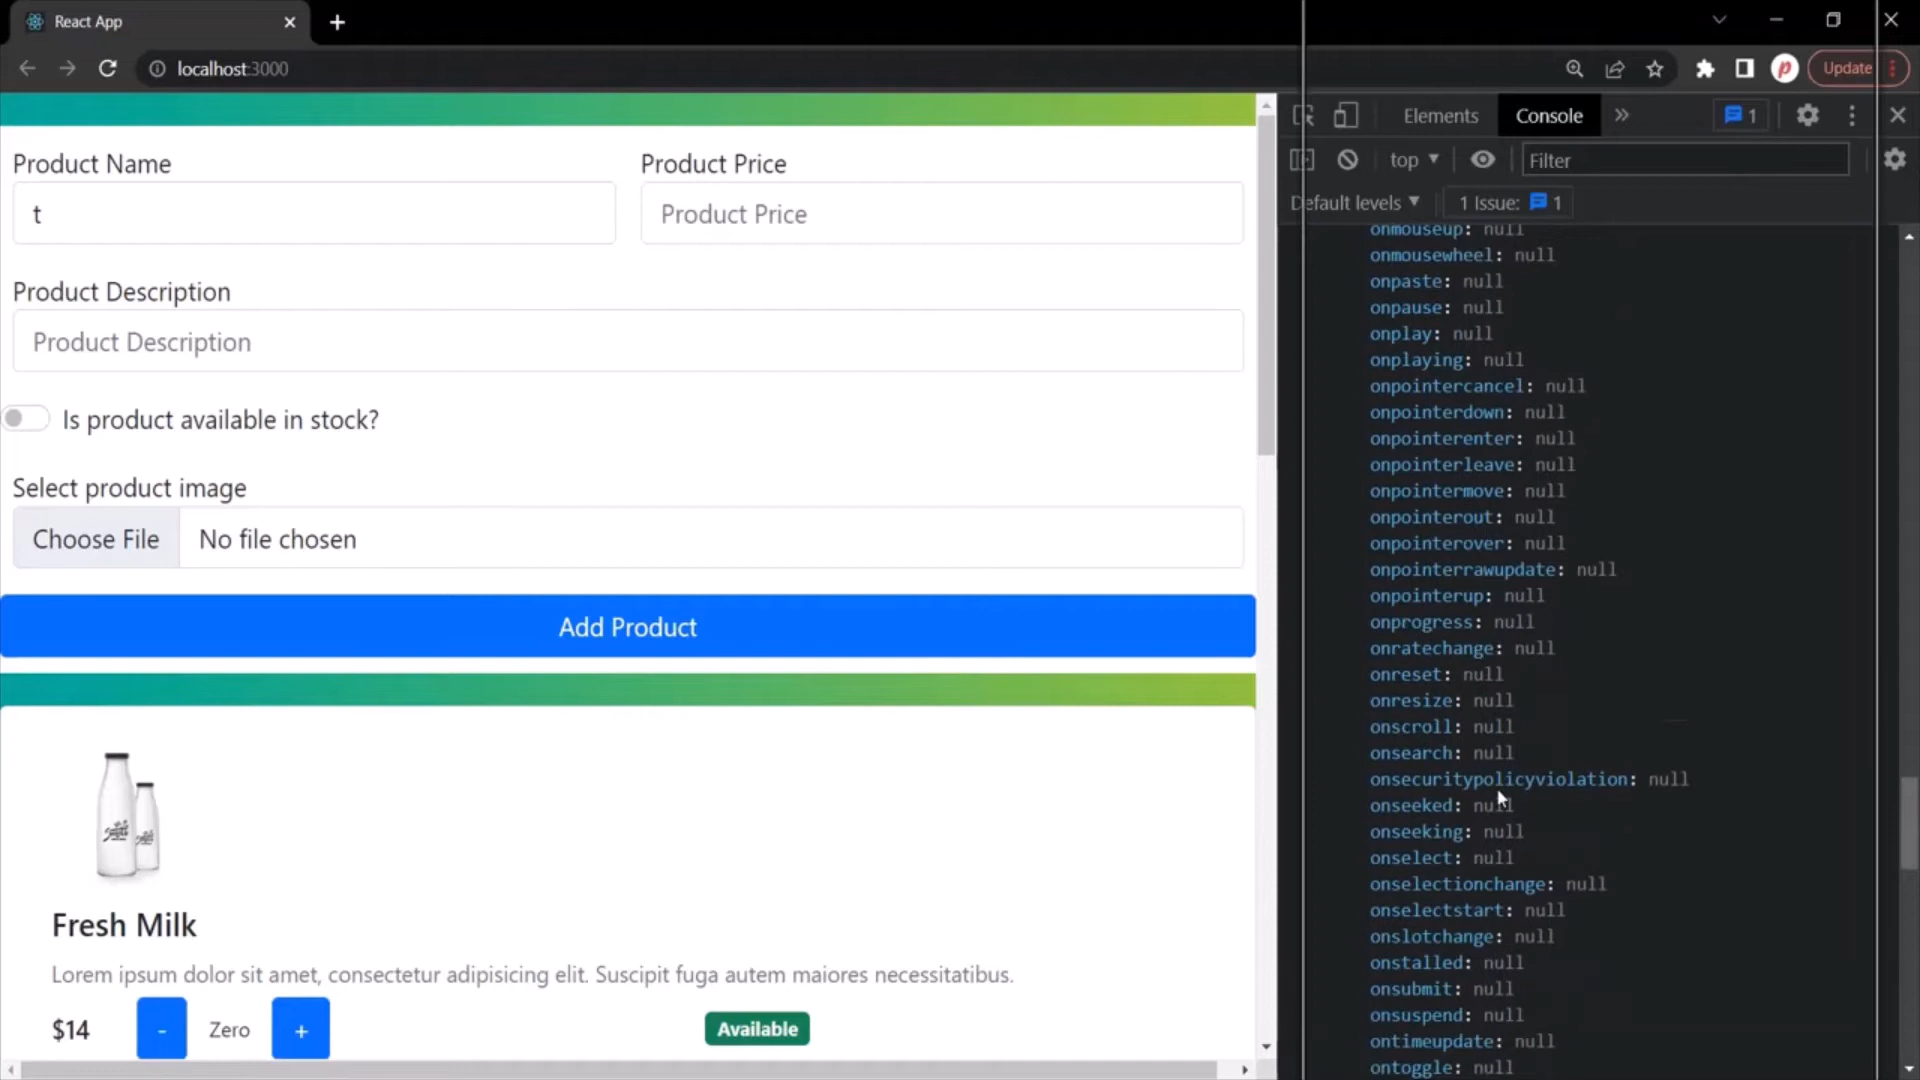 React App
localhost:3000
Update
Product Name
Product Price
t
Product Price
Product Description
Product Description
Is product available in stock?
Select product image
Choose File
No file chosen
Add Product
Fresh Milk
Lorem ipsum dolor sit amet, consectetur adipisicing elit. Suscipit fuga autem maiores necessitatibus.
$14
-
Zero
+
Available
Elements
Console
1
top
Filter
Default levels
1 Issue: 1
onmouseup: null
onmousewheel: null
onpaste: null
onpause: null
onplay: null
onplaying: null
onpointercancel: null
onpointerdown: null
onpointerenter: null
onpointerleave: null
onpointermove: null
onpointerout: null
onpointerover: null
onpointerrawupdate: null
onpointerup: null
onprogress: null
onratechange: null
onreset: null
onresize: null
onscroll: null
onsearch: null
onsecuritypolicyviolation: null
onseeked: null
onseeking: null
onselect: null
onselectionchange: null
onselectstart: null
onslotchange: null
onstalled: null
onsubmit: null
onsuspend: null
ontimeupdate: null
ontoggle: null